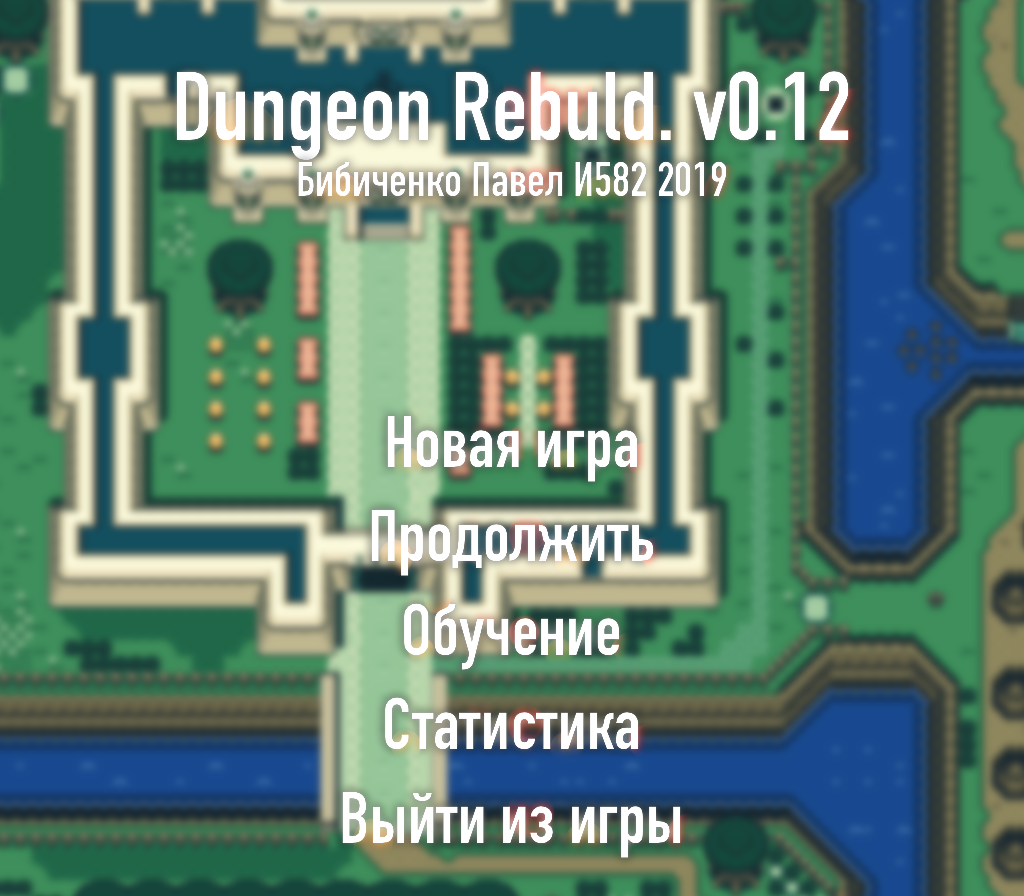 Dungeon Rebuld. v0.12
Бибиченко Павел И582 2019
Новая игра
Продолжить
Обучение
Статистика
Выйти из игры